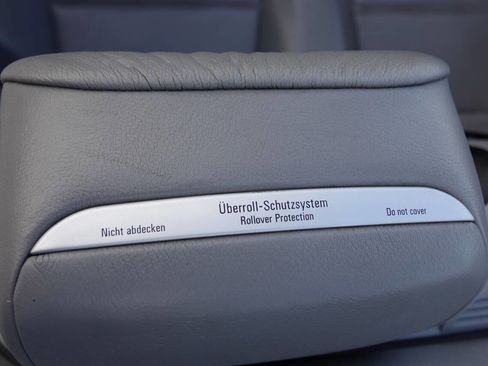 Überroll-Schutzsystem
Nicht abdecken Rollover Protection Do not cover